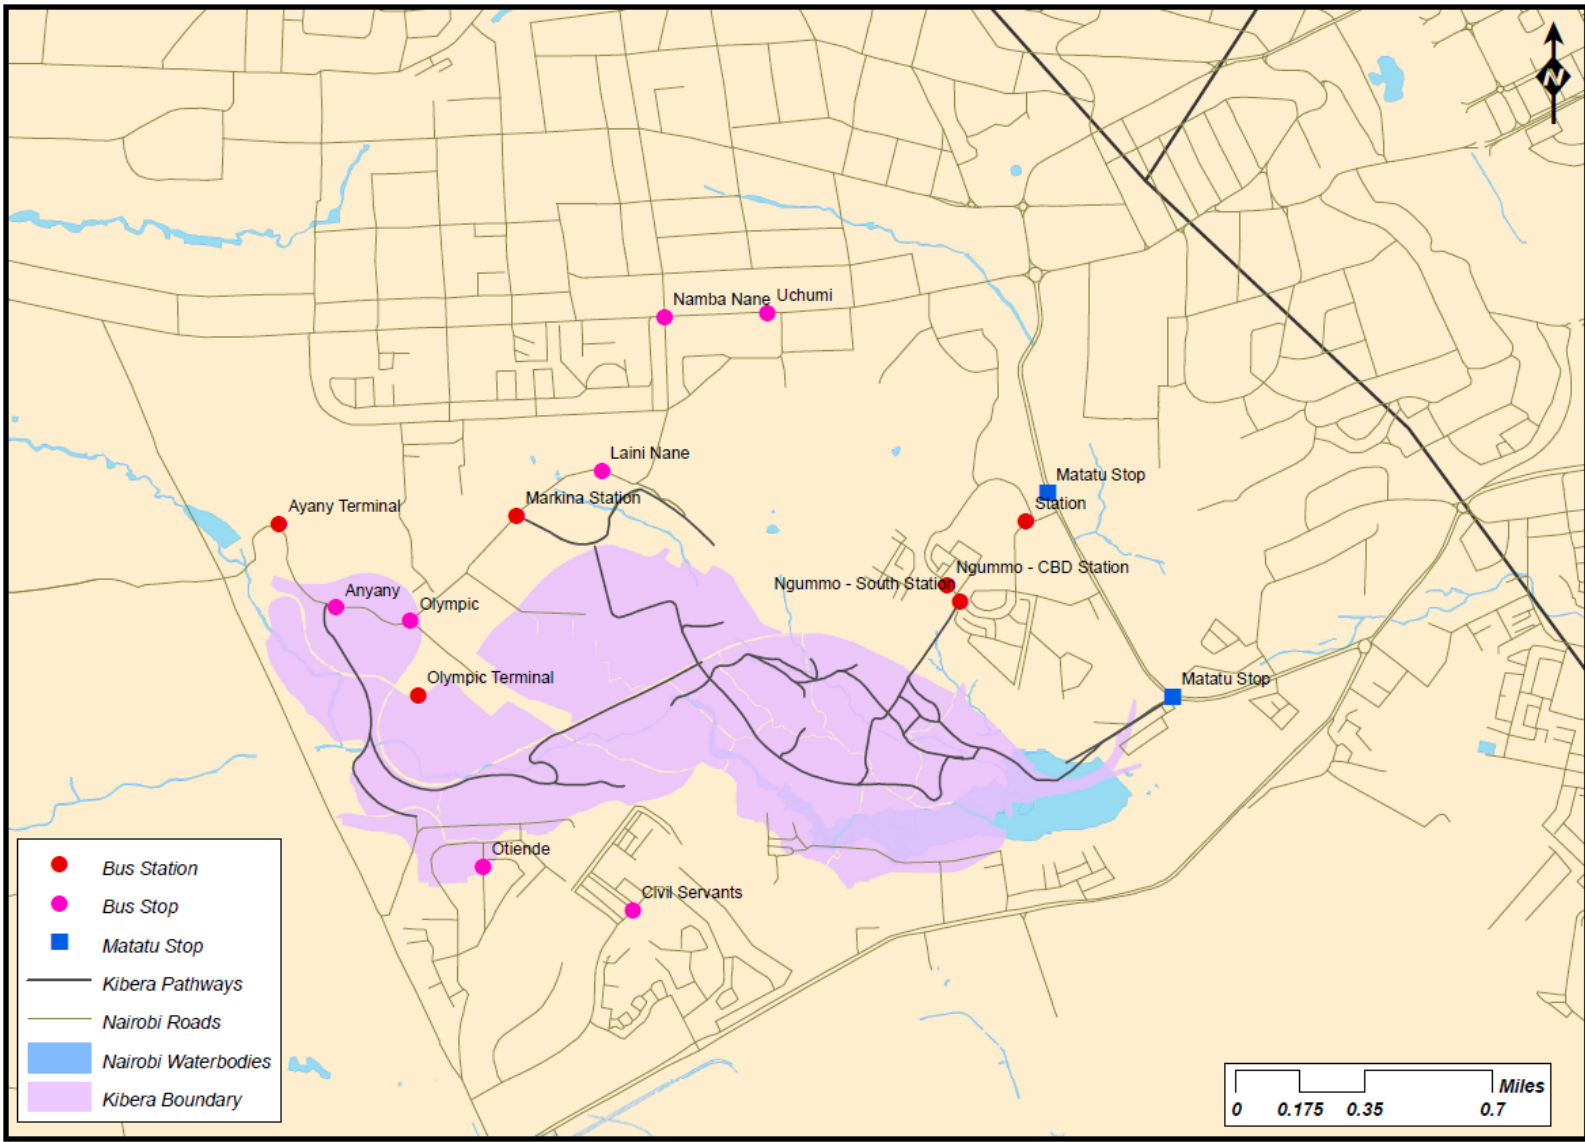 N
Namba Nane
Uchumi
Laini Nane
Matatu Stop
Markina Station
Station
Ayany Terminal
Ngummo - CBD Station
Ngummo - South Station
Anyany
Olympic
Olympic Terminal
Matatu Stop
Otiende
Civil Servants
Bus Station
Bus Stop
Matatu Stop
Kibera Pathways
Nairobi Roads
Nairobi Waterbodies
Kibera Boundary
Miles
0 0.175 0.35 0.7